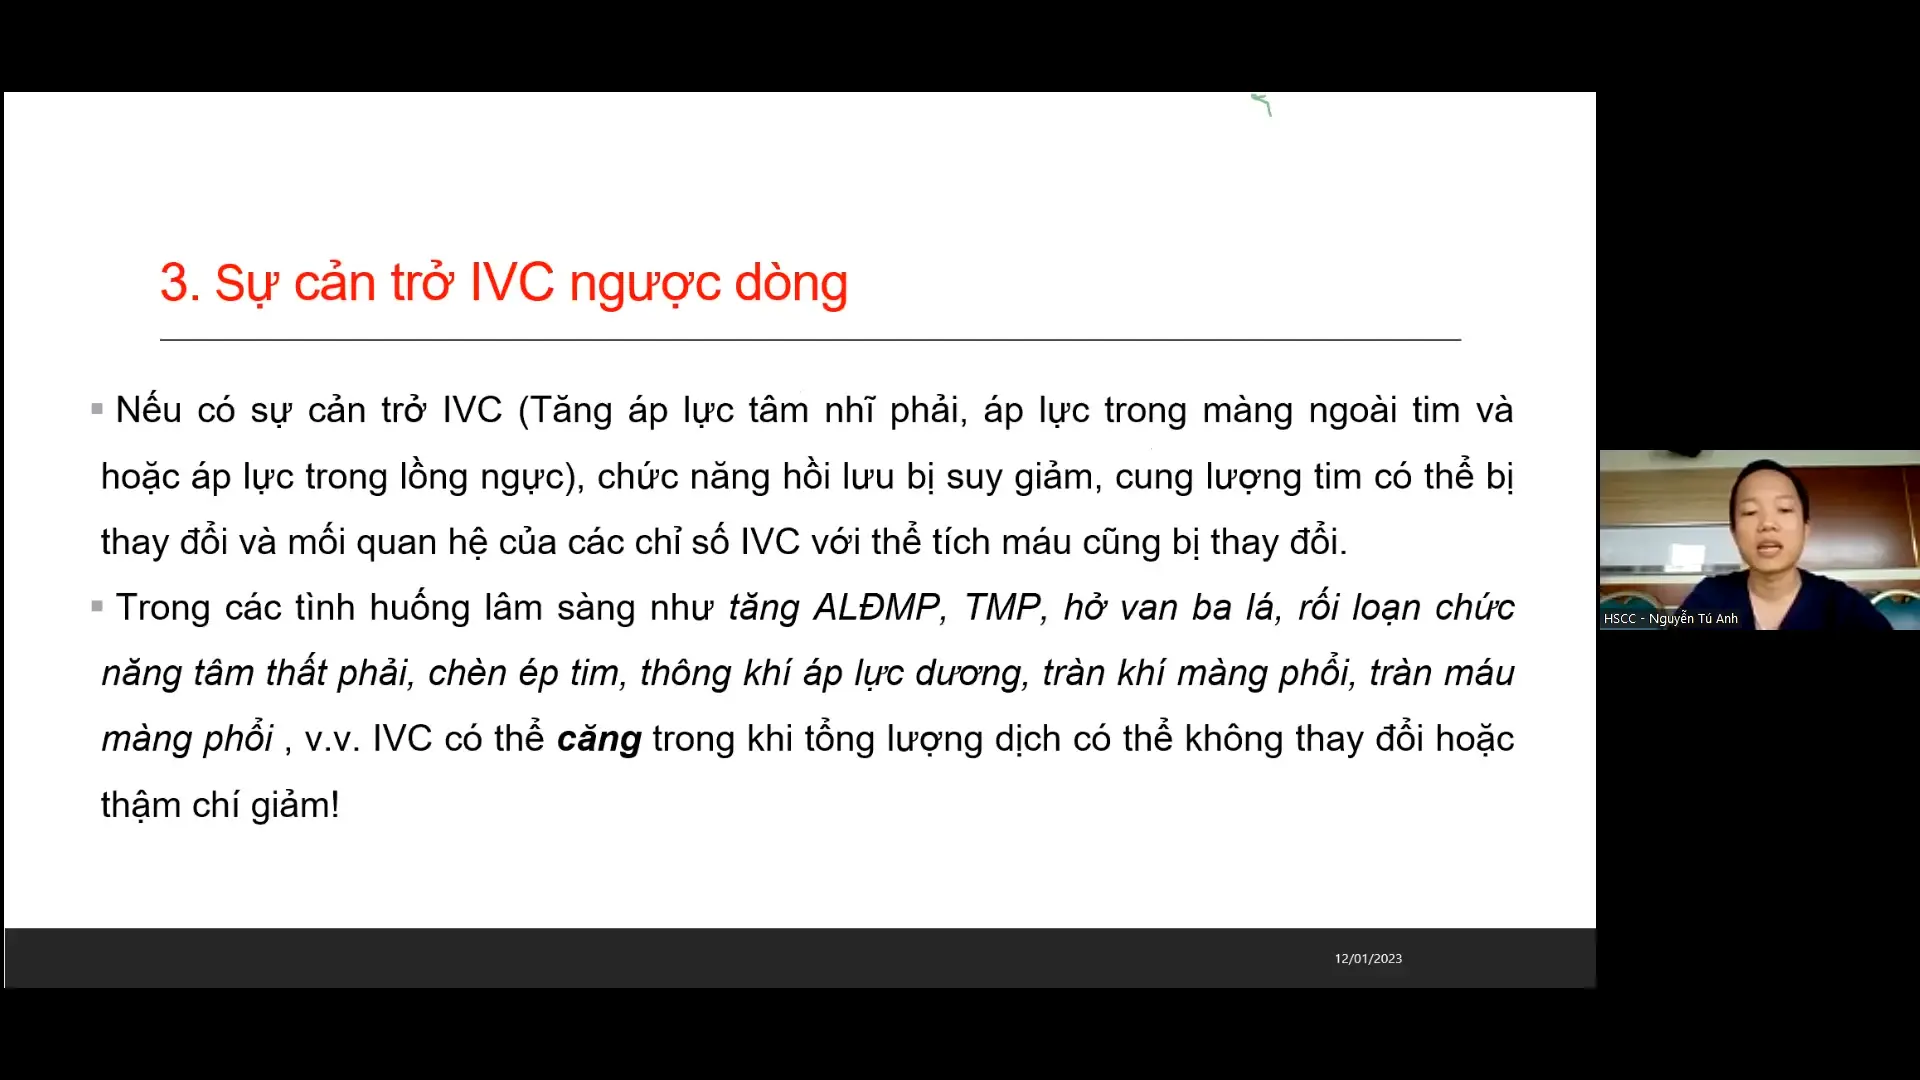 3. Sự cản trở IVC ngược dòng
Nếu có sự cản trở IVC (Tăng áp lực tâm nhĩ phải, áp lực trong màng ngoài tim và
hoặc áp lực trong lồng ngực), chức năng hồi lưu bị suy giảm, cung lượng tim có thể bị
thay đổi và mối quan hệ của các chỉ số IVC với thể tích máu cũng bị thay đổi.
Trong các tình huống lâm sàng như tăng ALĐMP, TMP, hở van ba lá, rối loạn chức
năng tâm thất phải, chèn ép tim, thông khí áp lực dương, tràn khí màng phổi, tràn máu
màng phổi , v.v. IVC có thể căng trong khi tổng lượng dịch có thể không thay đổi hoặc
thậm chí giảm!
12/01/2023
HSCC - Nguyễn Tú Anh